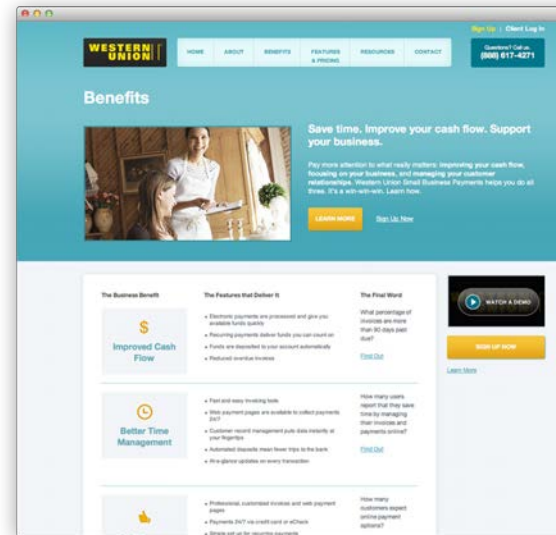 Sign Up | Client Log In
WESTERN
UNION
HOME
ABOUT
BENEFITS
FEATURES
& PRICING
RESOURCES
CONTACT
Questions? Call us.
(888) 617-4271
Benefits
Save time. Improve your cash flow. Support
your business.
Pay more attention to what really matters: improving your cash flow,
focusing on your business, and managing your customer
relationships. Western Union Small Business Payments helps you do all
three. It's a win-win-win. Learn how.
LEARN MORE
Sign Up Now
The Business Benefit
The Features that Deliver It
The Final Word
$
Improved Cash
Flow
• Electronic payments are processed and give you
available funds quickly
• Recurring payments deliver funds you can count on
• Funds are deposited to your account automatically
• Reduced overdue invoices
What percentage of
invoices are more
than 90 days past
due?
Find Out
WATCH A DEMO
SIGN UP NOW
Learn More
Better Time
Management
• Fast and easy invoicing tools
• Web payment pages are available to collect payments
24/7
• Customer record management puts data instantly at
your fingertips
• Automated deposits mean fewer trips to the bank
• At-a-glance updates on every transaction
How many users
report that they save
time by managing
their invoices and
payments online?
Find Out
• Professional, customized invoices and web payment
pages
• Payments 24/7 via credit card or eCheck
• Simple set up for recurring payments
How many
customers expect
online payment
options?